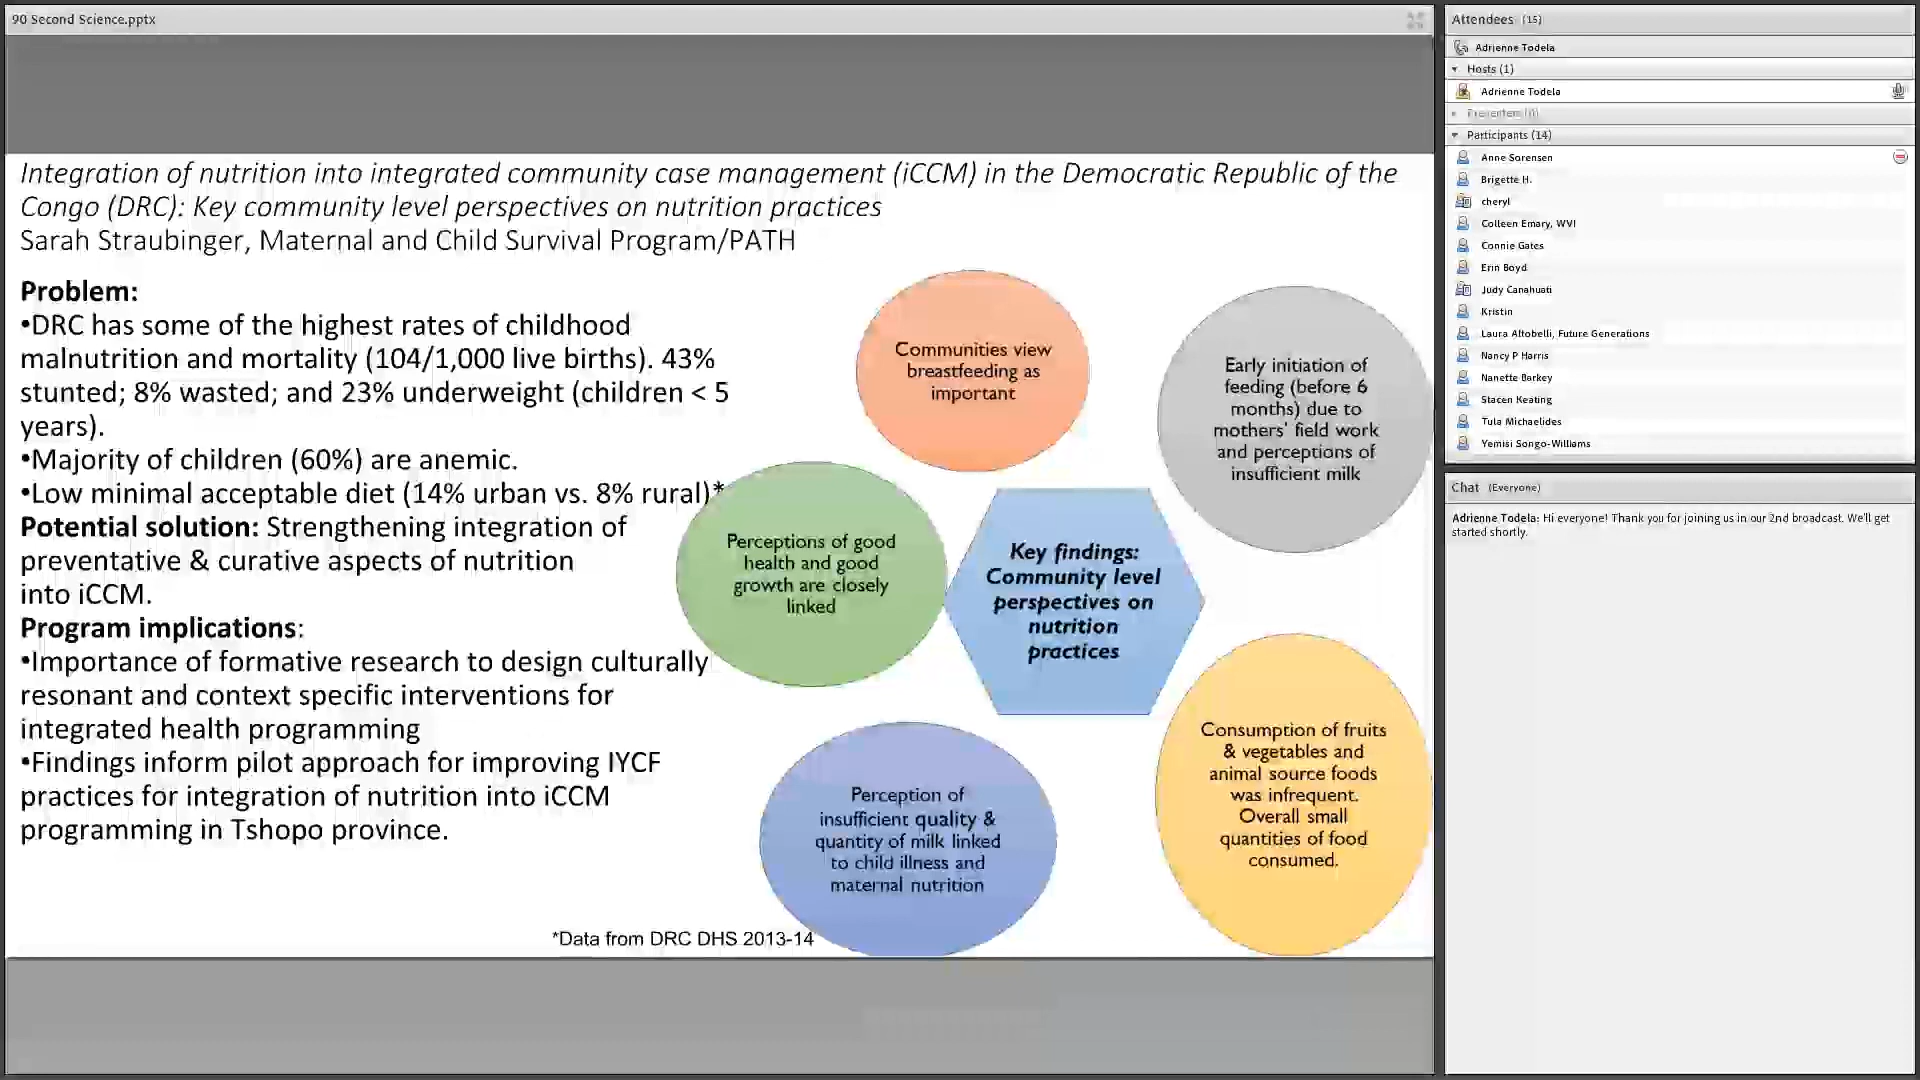 90 Second Science.pptx
Integration of nutrition into integrated community case management (iCCM) in the Democratic Republic of the
Congo (DRC): Key community level perspectives on nutrition practices
Sarah Straubinger, Maternal and Child Survival Program/PATH
Problem:
•DRC has some of the highest rates of childhood
malnutrition and mortality (104/1,000 live births). 43%
stunted; 8% wasted; and 23% underweight (children < 5
years).
•Majority of children (60%) are anemic.
•Low minimal acceptable diet (14% urban vs. 8% rural)*
Potential solution: Strengthening integration of
preventative & curative aspects of nutrition
into iCCM.
Program implications:
•Importance of formative research to design culturally
resonant and context specific interventions for
integrated health programming
•Findings inform pilot approach for improving IYCF
practices for integration of nutrition into iCCM
programming in Tshopo province.
*Data from DRC DHS 2013-14
Communities view
breastfeeding as
important
Early initiation of
feeding (before 6
months) due to
mothers' field work
and perceptions of
insufficient milk
Perceptions of good
health and good
growth are closely
linked
Key findings:
Community level
perspectives on
nutrition
practices
Perception of
insufficient quality &
quantity of milk linked
to child illness and
maternal nutrition
Consumption of fruits
& vegetables and
animal source foods
was infrequent.
Overall small
quantities of food
consumed.
Attendees (15)
Adrienne Todela
Hosts (1)
Adrienne Todela
Presenters (0)
Participants (14)
Anne Sorensen
Brigette H.
cheryl
Colleen Emary, WVI
Connie Gates
Erin Boyd
Judy Canahuati
Kristin
Laura Altobelli, Future Generations
Nancy P Harris
Nanette Barkey
Stacen Keating
Tula Michaelides
Yemisi Songo-Williams
Chat (Everyone)
Adrienne Todela: Hi everyone! Thank you for joining us in our 2nd broadcast. We'll get
started shortly.